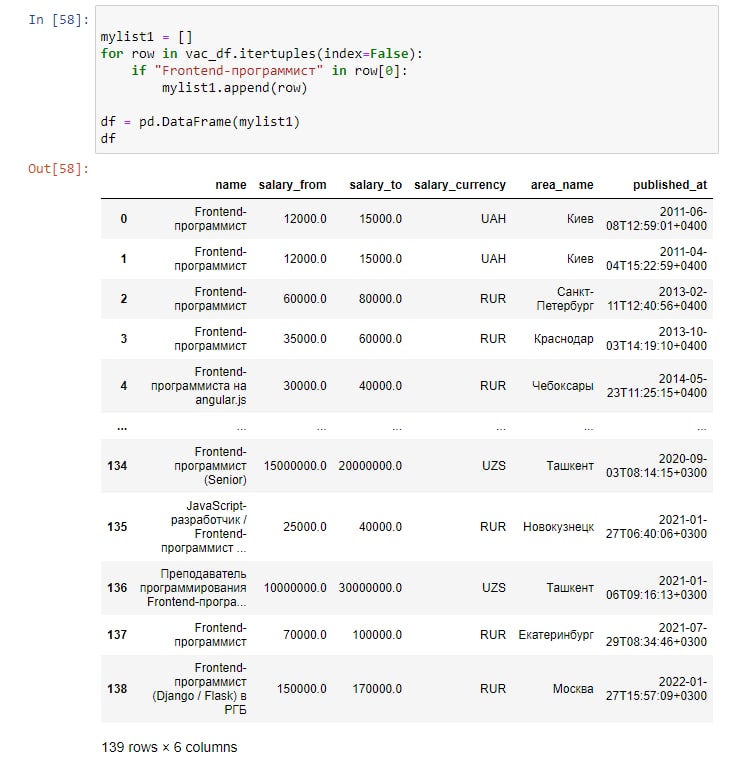 In [58]:
mylist1 = []
for row in vac_df.itertuples(index=False):
    if "Frontend-программист" in row[0]:
        mylist1.append(row)
df = pd.DataFrame(mylist1)
df
Out[58]:
name salary_from salary_to salary_currency area_name published_at
0 Frontend-программист 12000.0 15000.0 UAH Киев 2011-06-08T12:59:01+0400
1 Frontend-программист 12000.0 15000.0 UAH Киев 2011-04-04T15:22:59+0400
2 Frontend-программист 60000.0 80000.0 RUR Санкт-Петербург 2013-02-11T12:40:56+0400
3 Frontend-программист 35000.0 60000.0 RUR Краснодар 2013-10-03T14:19:10+0400
4 Frontend-программиста на angular.js 30000.0 40000.0 RUR Чебоксары 2014-05-23T11:25:15+0400
... ... ... ... ... ... ...
134 Frontend-программист (Senior) 15000000.0 20000000.0 UZS Ташкент 2020-09-03T08:14:15+0300
135 JavaScript-разработчик / Frontend-программист ... 25000.0 40000.0 RUR Новокузнецк 2021-01-27T06:40:06+0300
136 Преподаватель программирования Frontend-програ... 10000000.0 30000000.0 UZS Ташкент 2021-01-06T09:16:13+0300
137 Frontend-программист 70000.0 100000.0 RUR Екатеринбург 2021-07-29T08:34:46+0300
138 Frontend-программист (Django / Flask) в РГБ 150000.0 170000.0 RUR Москва 2022-01-27T15:57:09+0300
139 rows × 6 columns